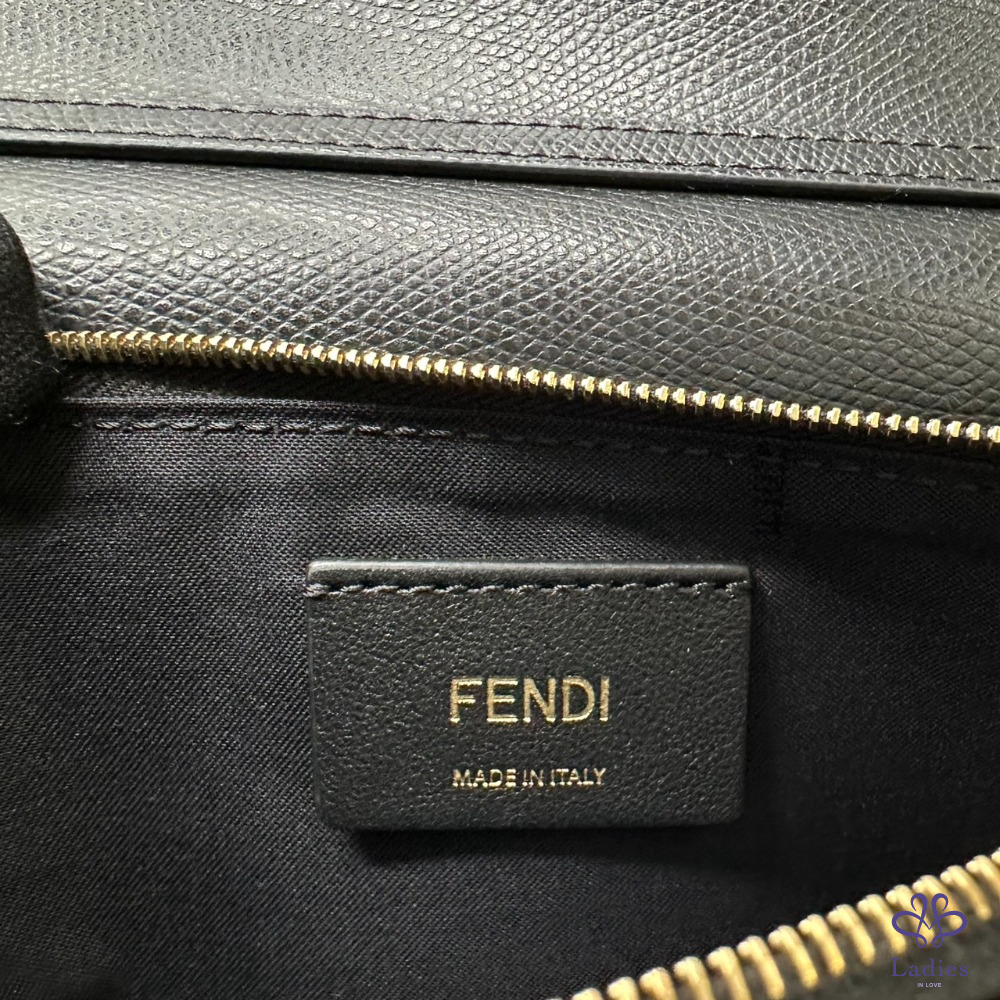 FENDI
MADE IN ITALY
Ladies
IN LOVE